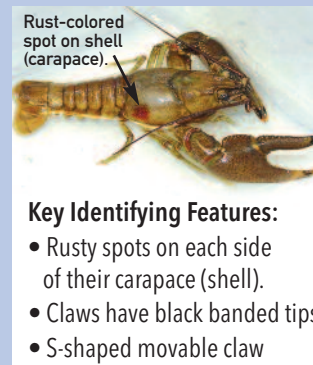 Rust-colored
spot on shell
(carapace).
Key Identifying Features:
• Rusty spots on each side
of their carapace (shell).
• Claws have black banded tips
• S-shaped movable claw